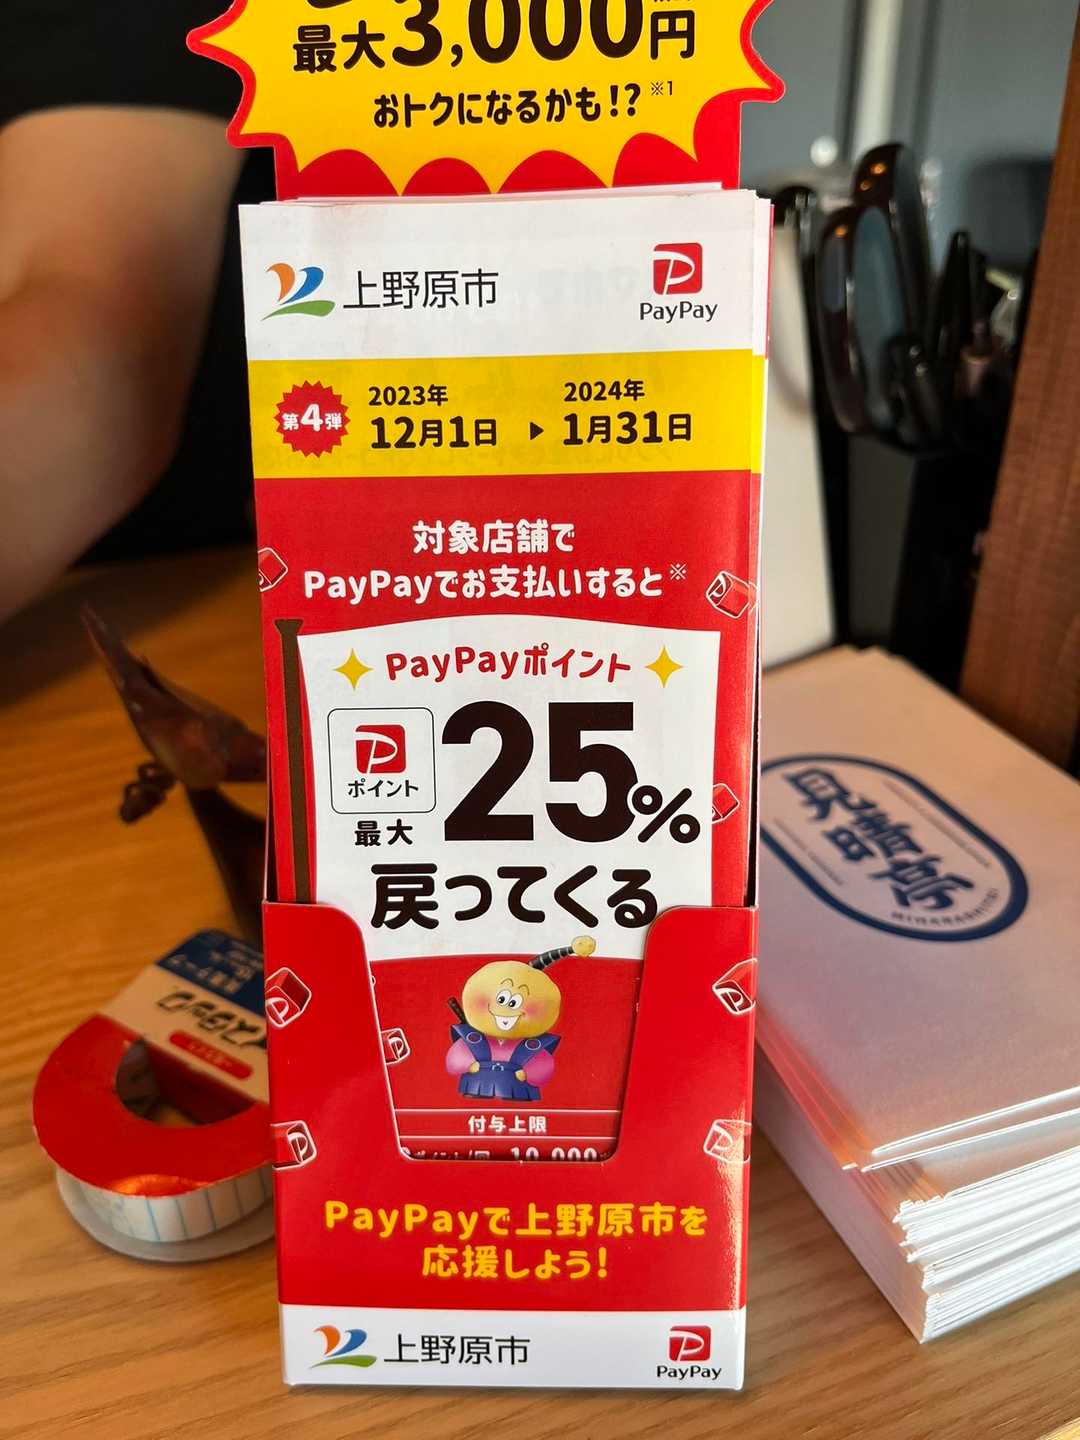 最大3,000円
おトクになるかも!?※1
上野原市
PayPay
第4弾
2023年
12月1日
▶
2024年
1月31日
対象店舗で
PayPayでお支払いすると※
PayPayポイント
ポイント
最大
25%
戻ってくる
付与上限
PayPayで上野原市を
応援しよう!
上野原市
PayPay
見晴亭